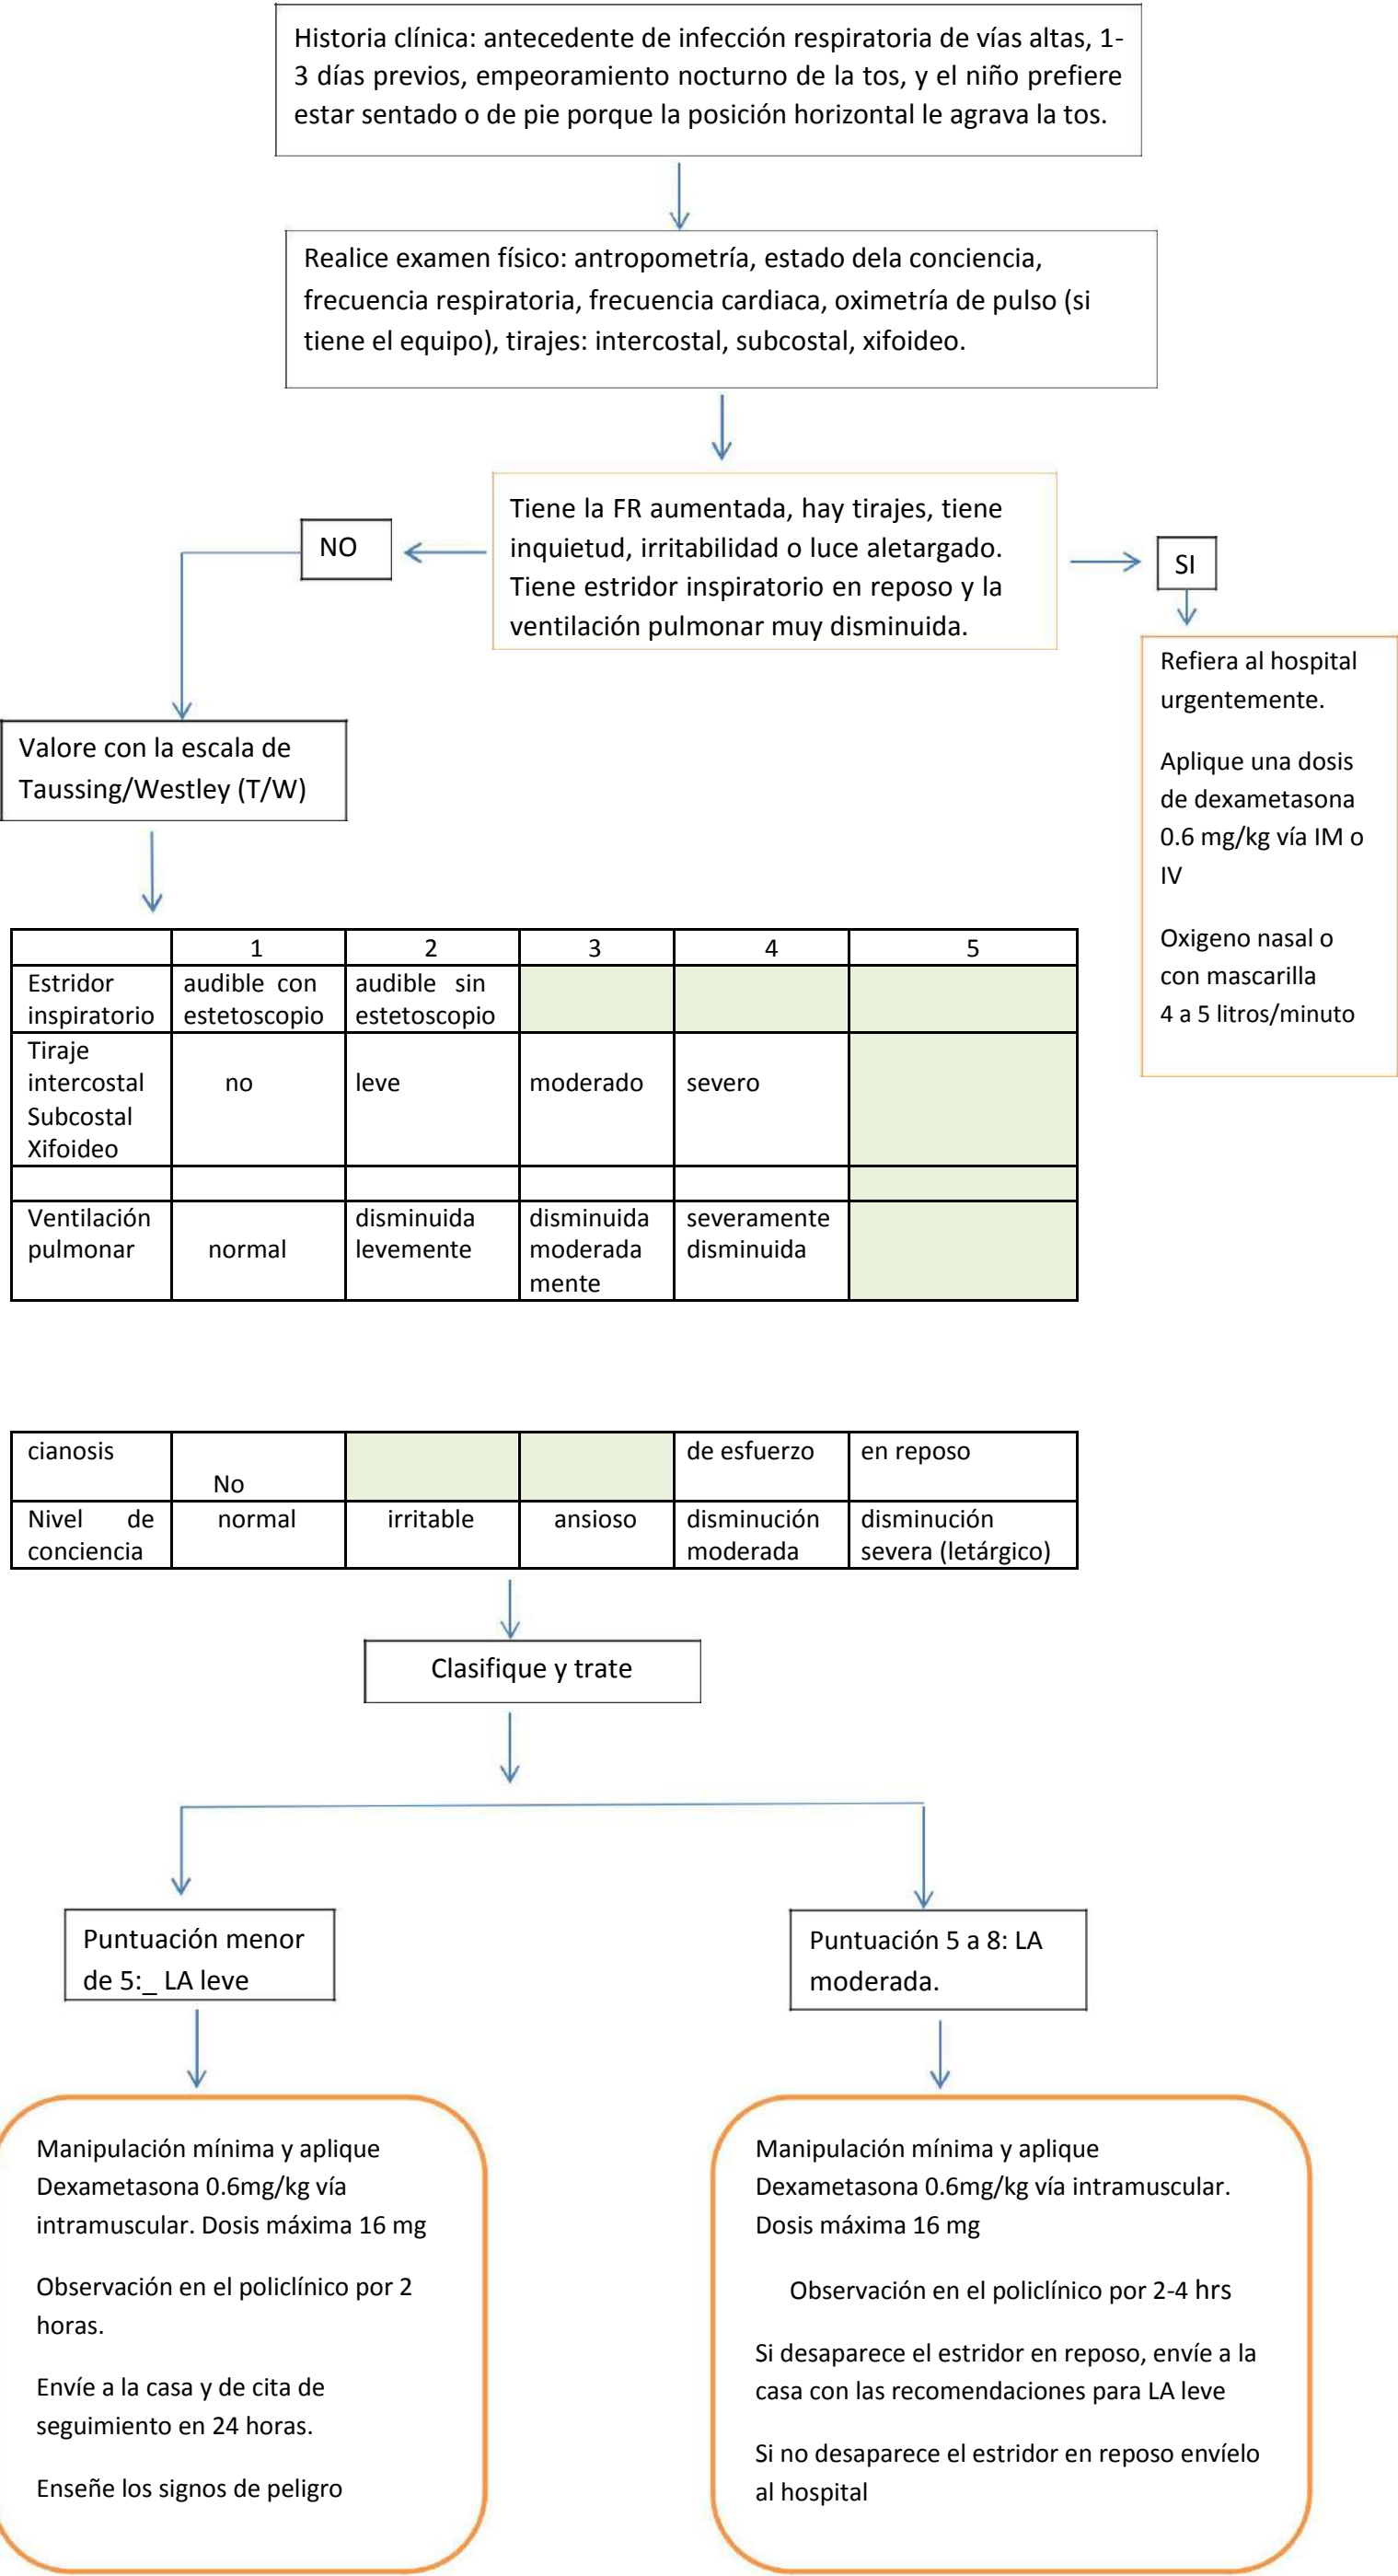 Historia clínica: antecedente de infección respiratoria de vías altas, 1-
3 días previos, empeoramiento nocturno de la tos, y el niño prefiere
estar sentado o de pie porque la posición horizontal le agrava la tos.
Realice examen físico: antropometría, estado dela conciencia,
frecuencia respiratoria, frecuencia cardiaca, oximetría de pulso (si
tiene el equipo), tirajes: intercostal, subcostal, xifoideo.
Tiene la FR aumentada, hay tirajes, tiene
inquietud, irritabilidad o luce aletargado.
Tiene estridor inspiratorio en reposo y la
ventilación pulmonar muy disminuida.
NO
SI
Refiera al hospital
urgentemente.
Aplique una dosis
de dexametasona
0.6 mg/kg vía IM o
IV
Oxigeno nasal o
con mascarilla
4 a 5 litros/minuto
Valore con la escala de
Taussing/Westley (T/W)
1 2 3 4 5
Estridor
inspiratorio
audible con
estetoscopio
audible sin
estetoscopio
Tiraje
intercostal
Subcostal
Xifoideo
no
leve
moderado
severo
Ventilación
pulmonar
normal
disminuida
levemente
disminuida
moderada
mente
severamente
disminuida
cianosis
No
de esfuerzo
en reposo
Nivel de
conciencia
normal
irritable
ansioso
disminución
moderada
disminución
severa (letárgico)
Clasifique y trate
Puntuación menor
de 5:_ LA leve
Manipulación mínima y aplique
Dexametasona 0.6mg/kg vía
intramuscular. Dosis máxima 16 mg
Observación en el policlínico por 2
horas.
Envíe a la casa y de cita de
seguimiento en 24 horas.
Enseñe los signos de peligro
Puntuación 5 a 8: LA
moderada.
Manipulación mínima y aplique
Dexametasona 0.6mg/kg vía intramuscular.
Dosis máxima 16 mg
Observación en el policlínico por 2-4 hrs
Si desaparece el estridor en reposo, envíe a la
casa con las recomendaciones para LA leve
Si no desaparece el estridor en reposo envíelo
al hospital